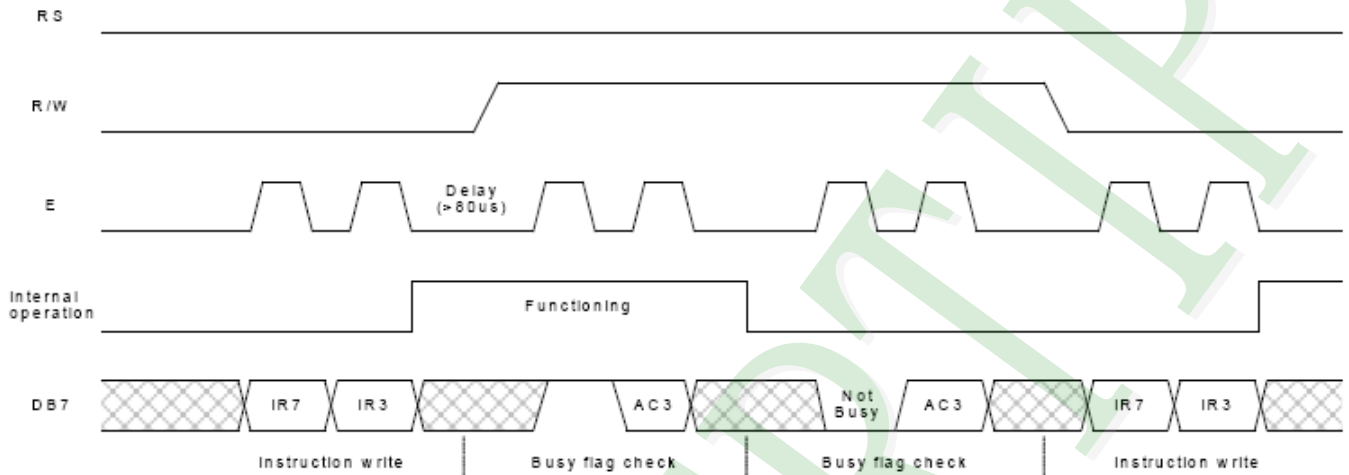 RS
R/W
E
Delay
(>80us)
Internal
operation
Functioning
DB7
IR7
IR3
AC3
Not
Busy
AC3
IR7
IR3
Instruction write
Busy flag check
Busy flag check
Instruction write